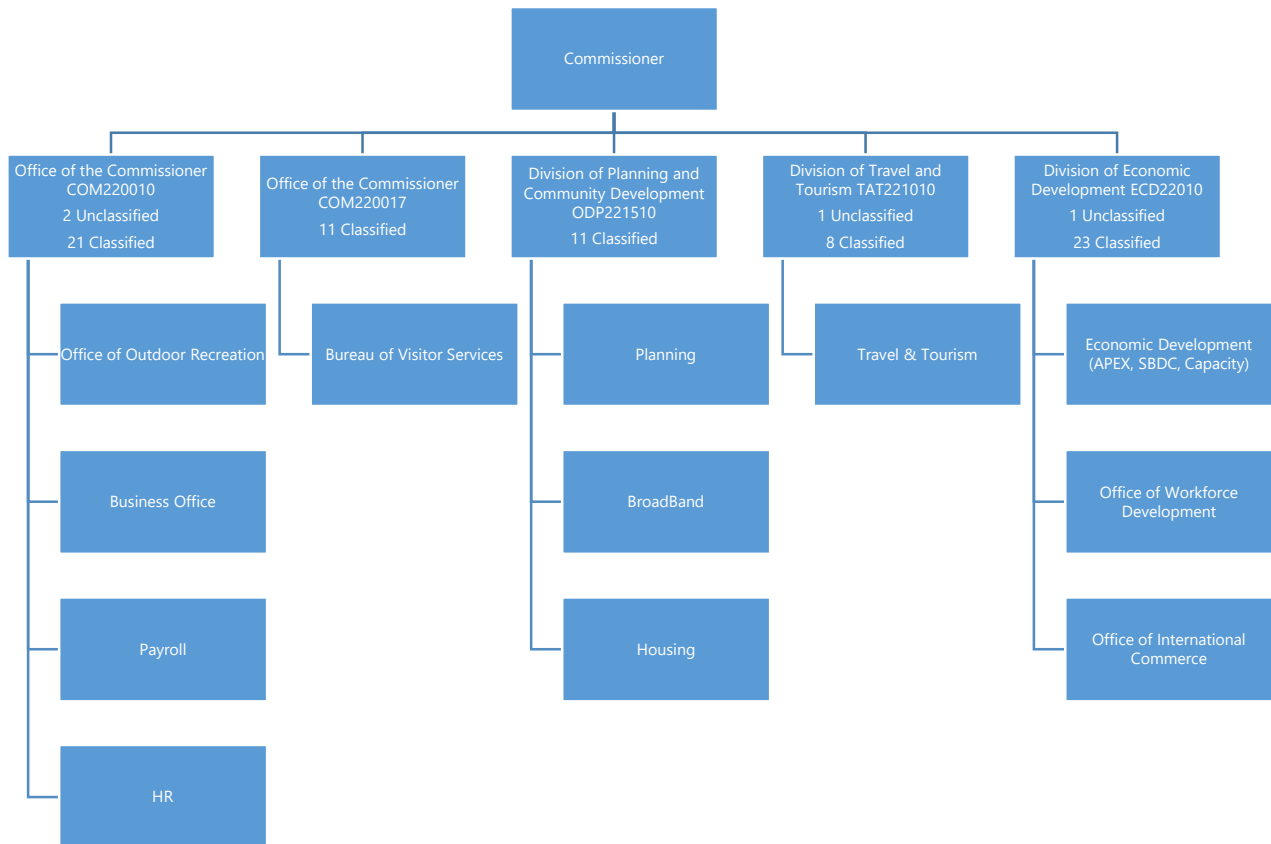 Commissioner
Office of the Commissioner
COM220010
2 Unclassified
21 Classified
Office of the Commissioner
COM220017
11 Classified
Division of Planning and
Community Development
ODP221510
11 Classified
Division of Travel and
Tourism TAT221010
1 Unclassified
8 Classified
Division of Economic
Development ECD22010
1 Unclassified
23 Classified
Office of Outdoor Recreation
Bureau of Visitor Services
Planning
Travel & Tourism
Economic Development
(APEX, SBDC, Capacity)
Business Office
BroadBand
Office of Workforce
Development
Payroll
Housing
Office of International
Commerce
HR